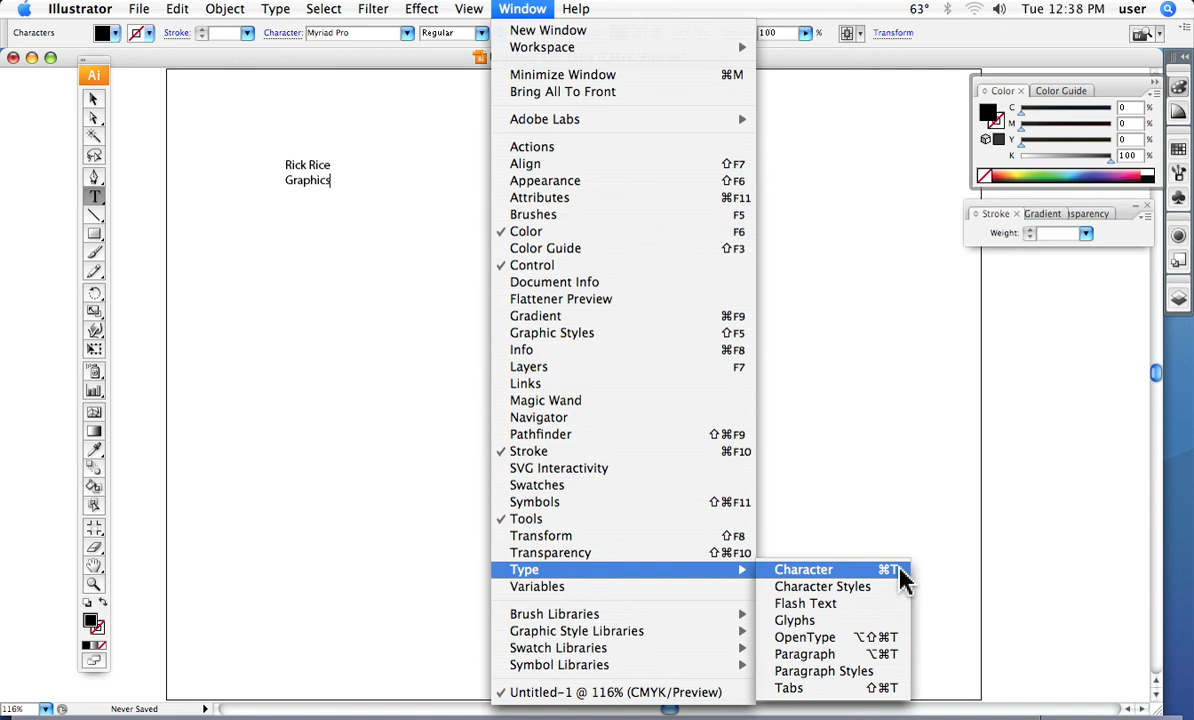 Illustrator File Edit Object Type Select Filter Effect View Window Help 63° Tue 12:38 PM user
Characters Stroke: Character: Myriad Pro Regular 100 % Transform
Ai
Rick Rice
Graphics
New Window
Workspace
Minimize Window ⌘M
Bring All To Front
Adobe Labs
Actions
Align ⇧F7
Appearance ⇧F6
Attributes ⌘F11
Brushes F5
✓ Color F6
Color Guide ⇧F3
✓ Control
Document Info
Flattener Preview
Gradient ⌘F9
Graphic Styles ⇧F5
Info ⌘F8
Layers F7
Links
Magic Wand
Navigator
Pathfinder ⇧⌘F9
✓ Stroke ⌘F10
SVG Interactivity
Swatches
Symbols ⇧⌘F11
✓ Tools
Transform ⇧F8
Transparency ⇧⌘F10
Type
Variables
Brush Libraries
Graphic Style Libraries
Swatch Libraries
Symbol Libraries
✓ Untitled-1 @ 116% (CMYK/Preview)
Character ⌘T
Character Styles
Flash Text
Glyphs
OpenType ⌥⇧⌘T
Paragraph ⌥⌘T
Paragraph Styles
Tabs ⇧⌘T
Color Color Guide
C 0 %
M 0 %
Y 0 %
K 100 %
Stroke Gradient sparency
Weight:
116% Never Saved